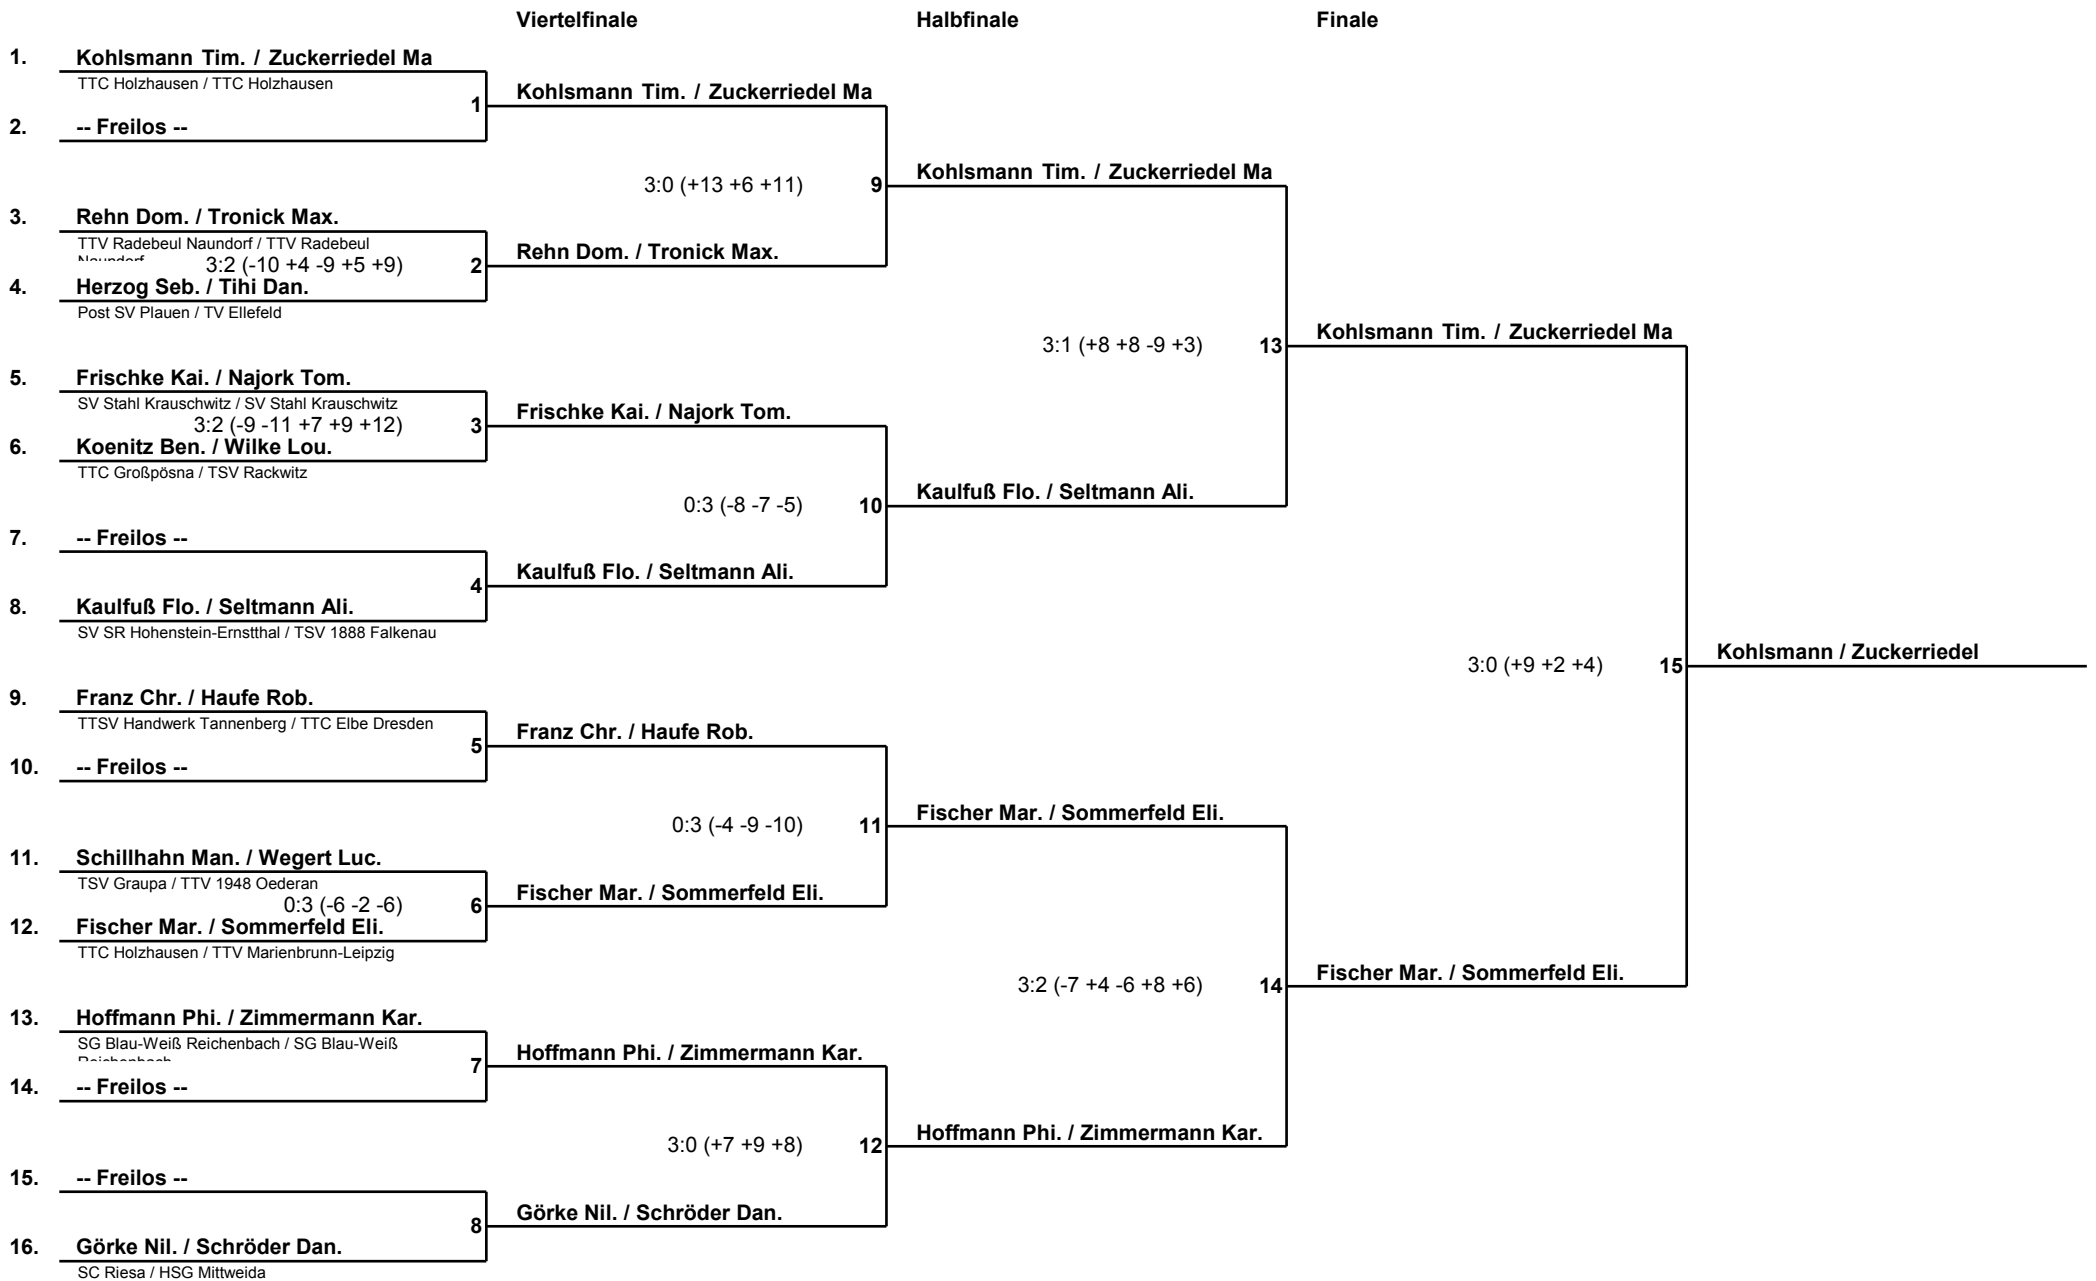 Viertelfinale Halbfinale Finale
1. Kohlsmann Tim. / Zuckerriedel Ma
TTC Holzhausen / TTC Holzhausen
1 Kohlsmann Tim. / Zuckerriedel Ma
2. -- Freilos --
3:0 (+13 +6 +11) 9 Kohlsmann Tim. / Zuckerriedel Ma
3. Rehn Dom. / Tronick Max.
TTV Radebeul Naundorf / TTV Radebeul
Naundorf 3:2 (-10 +4 -9 +5 +9) 2 Rehn Dom. / Tronick Max.
4. Herzog Seb. / Tihi Dan.
Post SV Plauen / TV Ellefeld
3:1 (+8 +8 -9 +3) 13 Kohlsmann Tim. / Zuckerriedel Ma
5. Frischke Kai. / Najork Tom.
SV Stahl Krauschwitz / SV Stahl Krauschwitz
3:2 (-9 -11 +7 +9 +12) 3 Frischke Kai. / Najork Tom.
6. Koenitz Ben. / Wilke Lou.
TTC Großpösna / TSV Rackwitz
0:3 (-8 -7 -5) 10 Kaulfuß Flo. / Seltmann Ali.
7. -- Freilos --
4 Kaulfuß Flo. / Seltmann Ali.
8. Kaulfuß Flo. / Seltmann Ali.
SV SR Hohenstein-Ernstthal / TSV 1888 Falkenau
3:0 (+9 +2 +4) 15 Kohlsmann / Zuckerriedel
9. Franz Chr. / Haufe Rob.
TTSV Handwerk Tannenberg / TTC Elbe Dresden
5 Franz Chr. / Haufe Rob.
10. -- Freilos --
0:3 (-4 -9 -10) 11 Fischer Mar. / Sommerfeld Eli.
11. Schillhahn Man. / Wegert Luc.
TSV Graupa / TTV 1948 Oederan
0:3 (-6 -2 -6) 6 Fischer Mar. / Sommerfeld Eli.
12. Fischer Mar. / Sommerfeld Eli.
TTC Holzhausen / TTV Marienbrunn-Leipzig
3:2 (-7 +4 -6 +8 +6) 14 Fischer Mar. / Sommerfeld Eli.
13. Hoffmann Phi. / Zimmermann Kar.
SG Blau-Weiß Reichenbach / SG Blau-Weiß
Reichenbach
7 Hoffmann Phi. / Zimmermann Kar.
14. -- Freilos --
3:0 (+7 +9 +8) 12 Hoffmann Phi. / Zimmermann Kar.
15. -- Freilos --
8 Görke Nil. / Schröder Dan.
16. Görke Nil. / Schröder Dan.
SC Riesa / HSG Mittweida